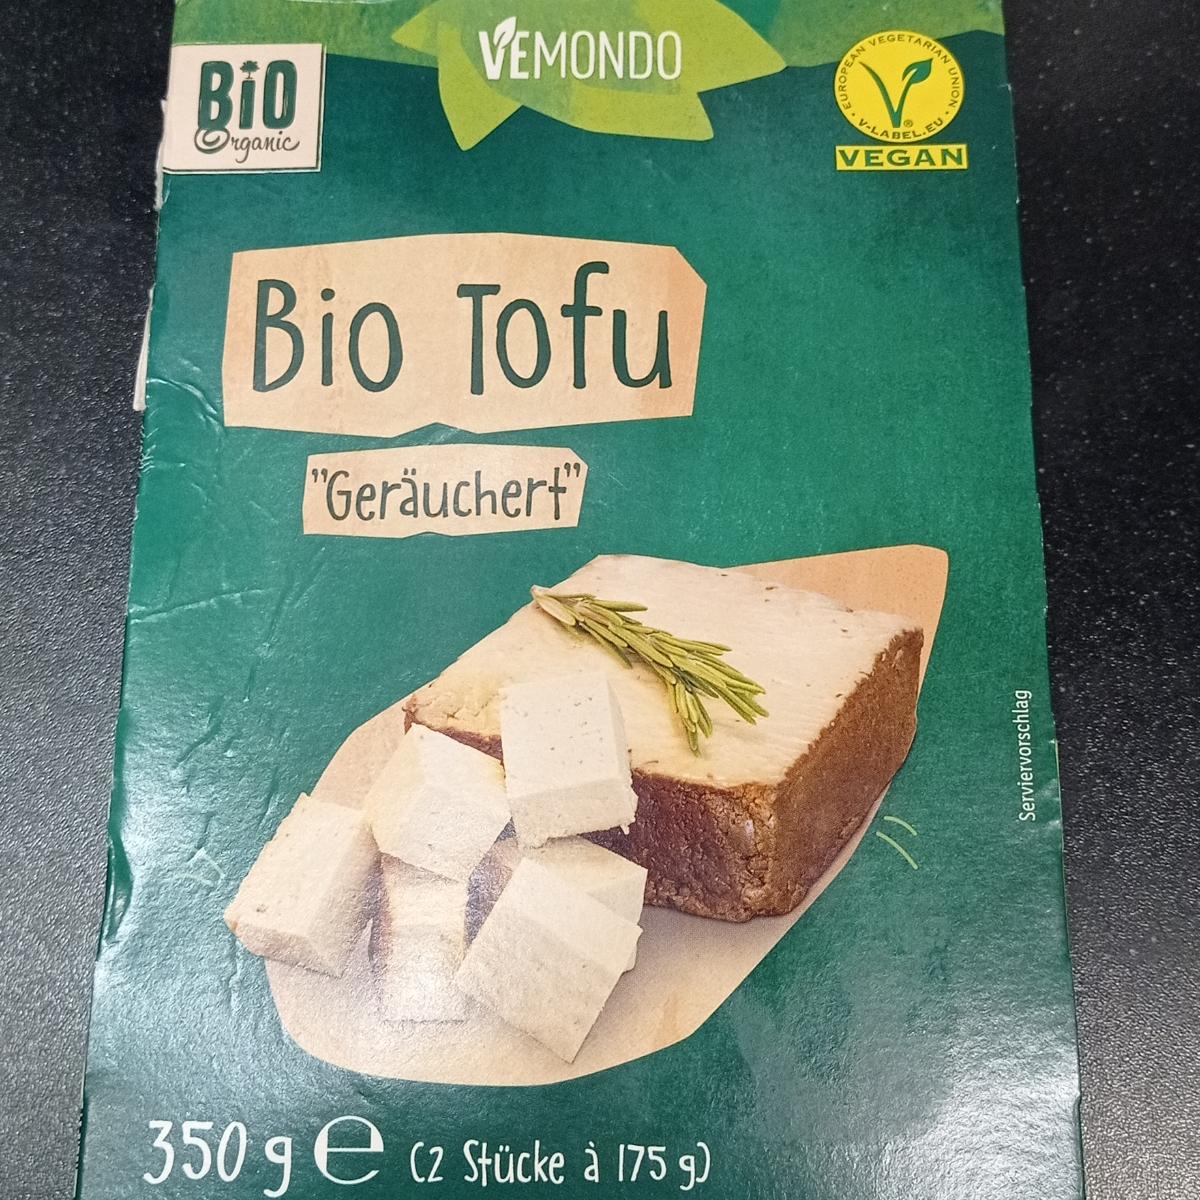 VEMONDO
BiO
Organic
EUROPEAN VEGETARIAN UNION
V-LABEL.EU
®
VEGAN
Bio Tofu
"Geräuchert"
Serviervorschlag
350 g ℮ (2 Stücke à 175 g)